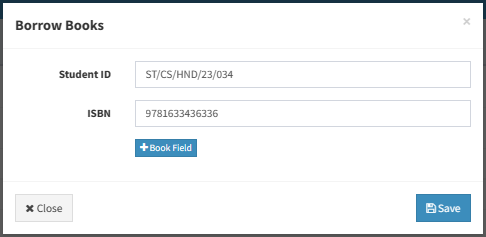 Borrow Books
×
Student ID ST/CS/HND/23/034
ISBN 9781633436336
+ Book Field
✖ Close Save